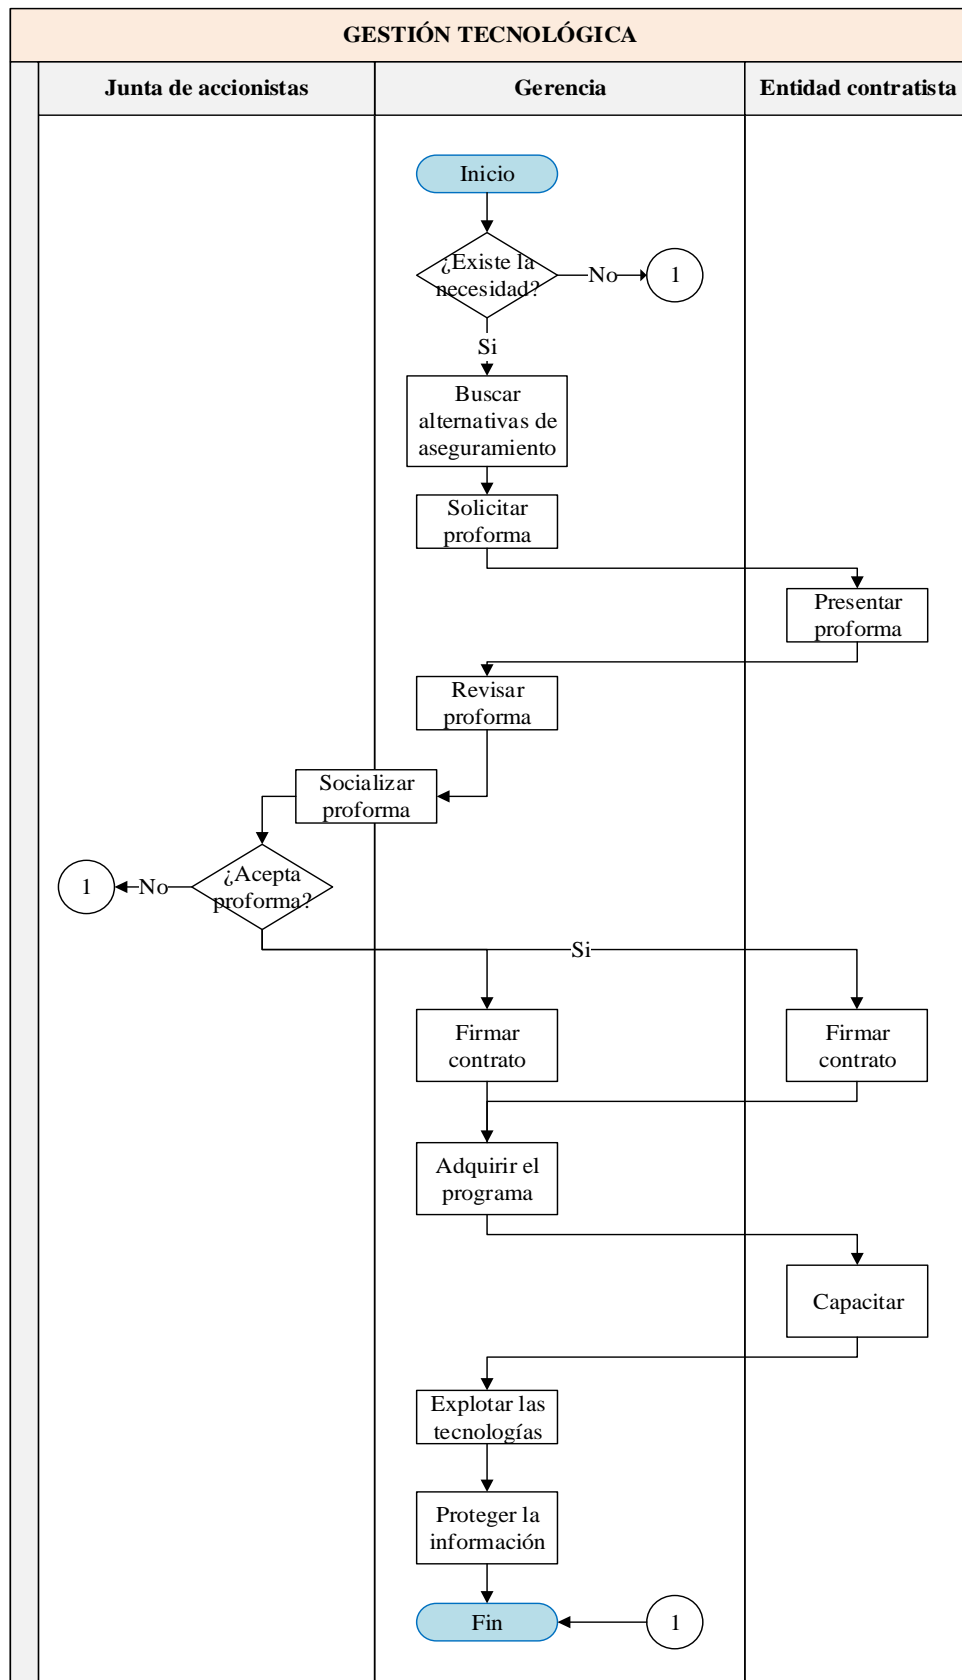 GESTIÓN TECNOLÓGICA
Junta de accionistas
Gerencia
Entidad contratista
Inicio
¿Existe la
necesidad?
No
1
Si
Buscar
alternativas de
aseguramiento
Solicitar
proforma
Presentar
proforma
Revisar
proforma
Socializar
proforma
¿Acepta
proforma?
No
1
Si
Firmar
contrato
Firmar
contrato
Adquirir el
programa
Capacitar
Explotar las
tecnologías
Proteger la
información
Fin
1